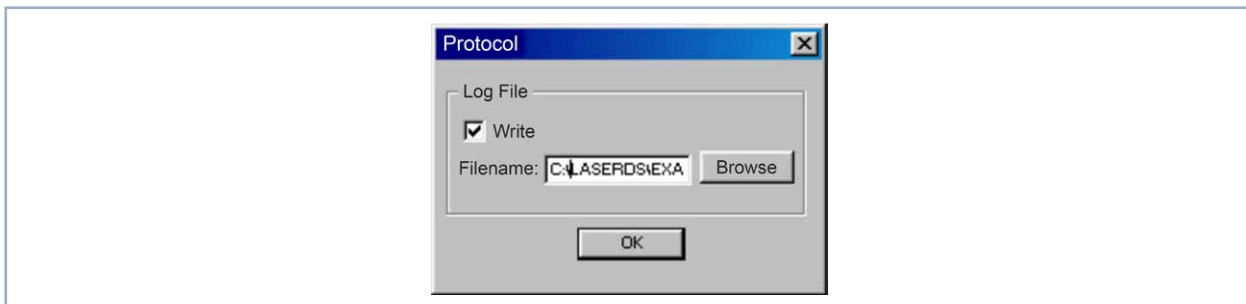 Protocol
Log File
Write
Filename: C:\LASERDS\EXA Browse
OK